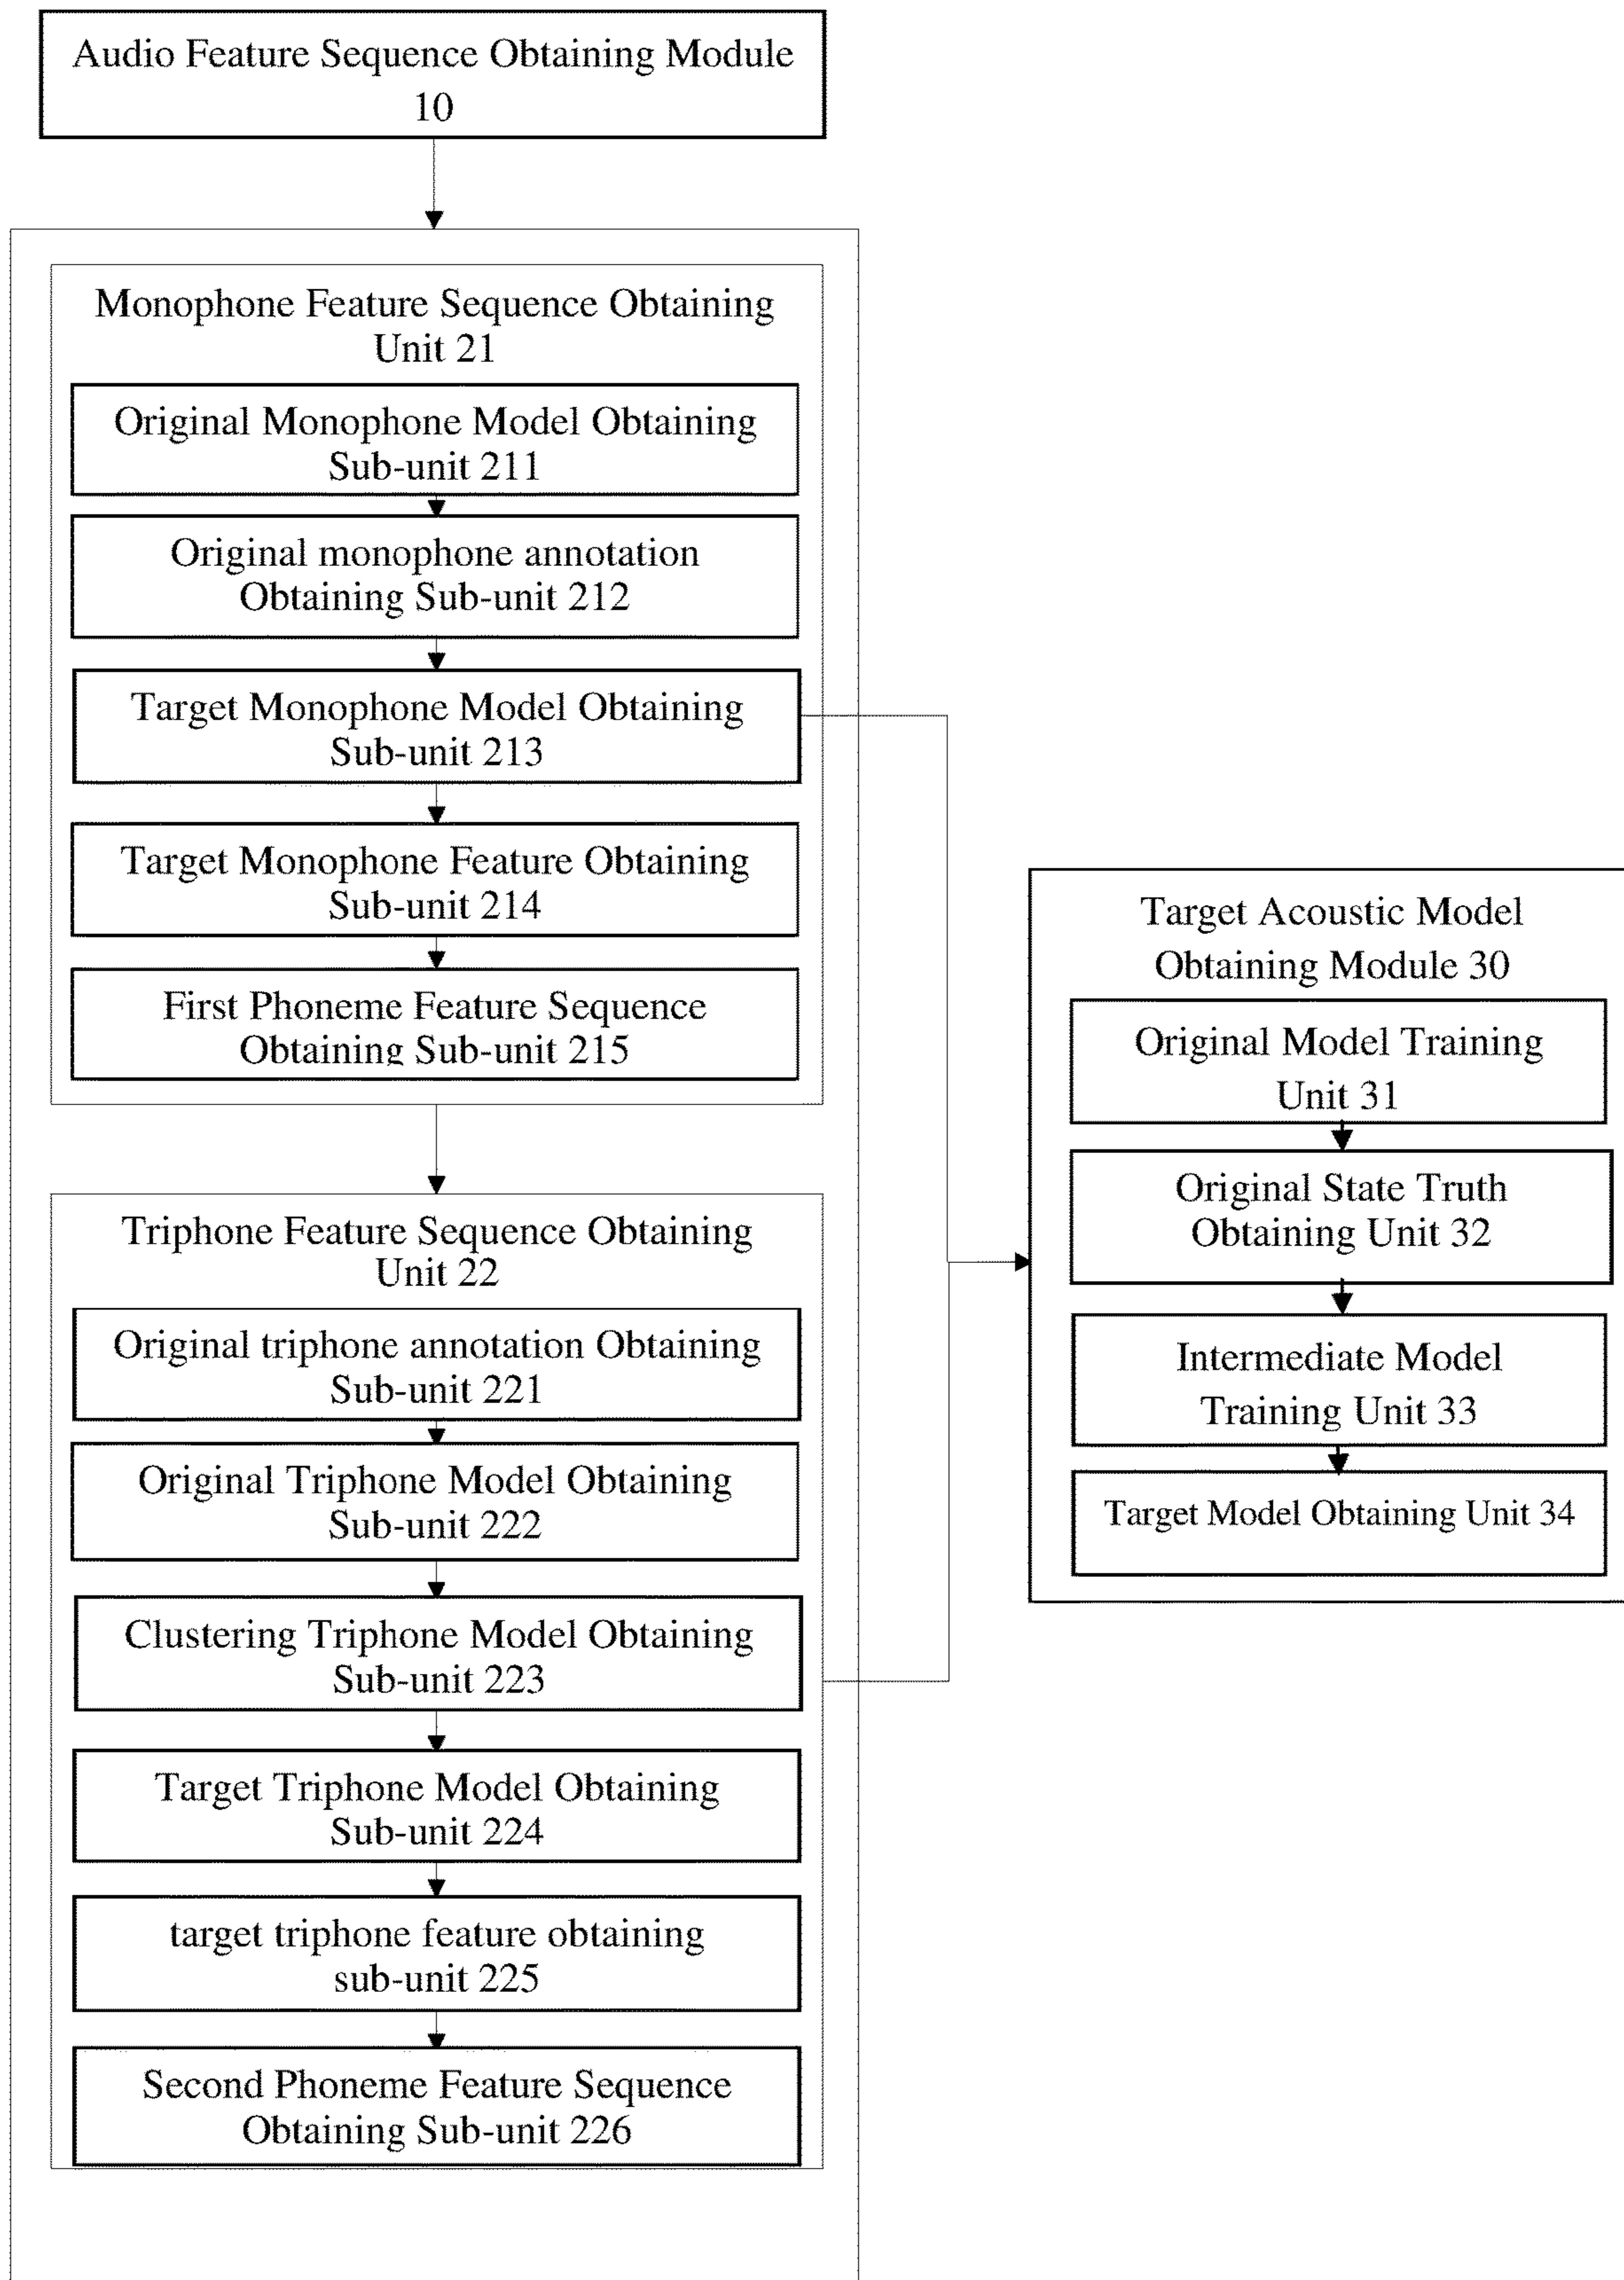 Audio Feature Sequence Obtaining Module
10
Monophone Feature Sequence Obtaining
Unit 21
Original Monophone Model Obtaining
Sub-unit 211
Original monophone annotation
Obtaining Sub-unit 212
Target Monophone Model Obtaining
Sub-unit 213
Target Monophone Feature Obtaining
Sub-unit 214
First Phoneme Feature Sequence
Obtaining Sub-unit 215
Triphone Feature Sequence Obtaining
Unit 22
Original triphone annotation Obtaining
Sub-unit 221
Original Triphone Model Obtaining
Sub-unit 222
Clustering Triphone Model Obtaining
Sub-unit 223
Target Triphone Model Obtaining
Sub-unit 224
target triphone feature obtaining
sub-unit 225
Second Phoneme Feature Sequence
Obtaining Sub-unit 226
Target Acoustic Model
Obtaining Module 30
Original Model Training
Unit 31
Original State Truth
Obtaining Unit 32
Intermediate Model
Training Unit 33
Target Model Obtaining Unit 34